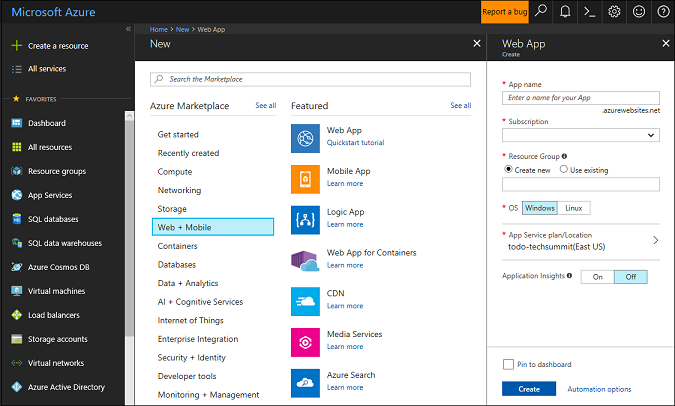 Microsoft Azure
Report a bug
Create a resource
All services
FAVORITES
Dashboard
All resources
Resource groups
App Services
SQL databases
SQL data warehouses
Azure Cosmos DB
Virtual machines
Load balancers
Storage accounts
Virtual networks
Azure Active Directory
Home > New > Web App
New
Search the Marketplace
Azure Marketplace See all
Get started
Recently created
Compute
Networking
Storage
Web + Mobile
Containers
Databases
Data + Analytics
AI + Cognitive Services
Internet of Things
Enterprise Integration
Security + Identity
Developer tools
Monitoring + Management
Featured See all
Web App
Quickstart tutorial
Mobile App
Learn more
Logic App
Learn more
Web App for Containers
Learn more
CDN
Learn more
Media Services
Learn more
Azure Search
Learn more
Web App
Create
* App name
Enter a name for your App
.azurewebsites.net
* Subscription
* Resource Group
Create new Use existing
* OS Windows Linux
* App Service plan/Location
todo-techsummit(East US)
Application Insights On Off
Pin to dashboard
Create Automation options